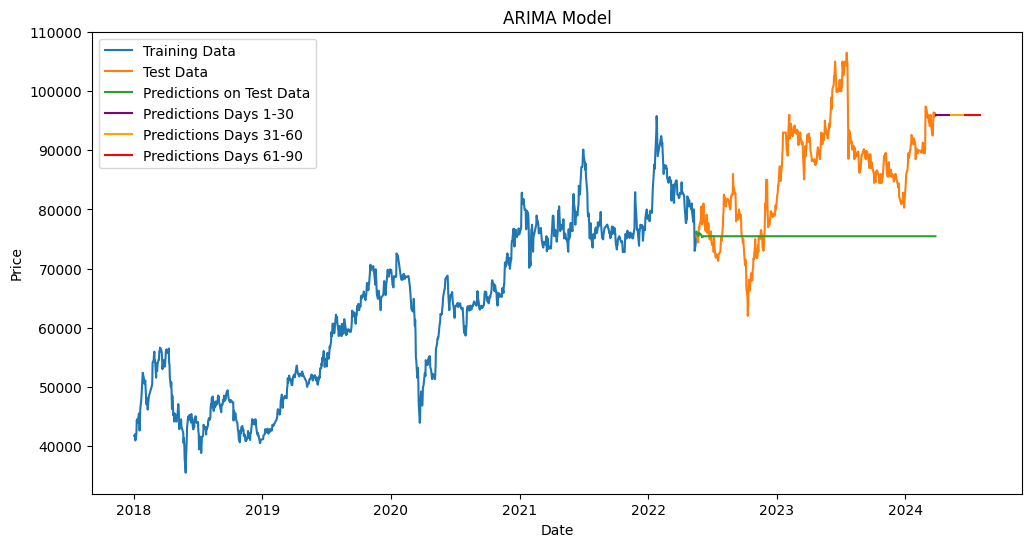 ARIMA Model
Training Data
Test Data
Predictions on Test Data
Predictions Days 1-30
Predictions Days 31-60
Predictions Days 61-90
110000
100000
90000
80000
70000
60000
50000
40000
Price
2018
2019
2020
2021
2022
2023
2024
Date